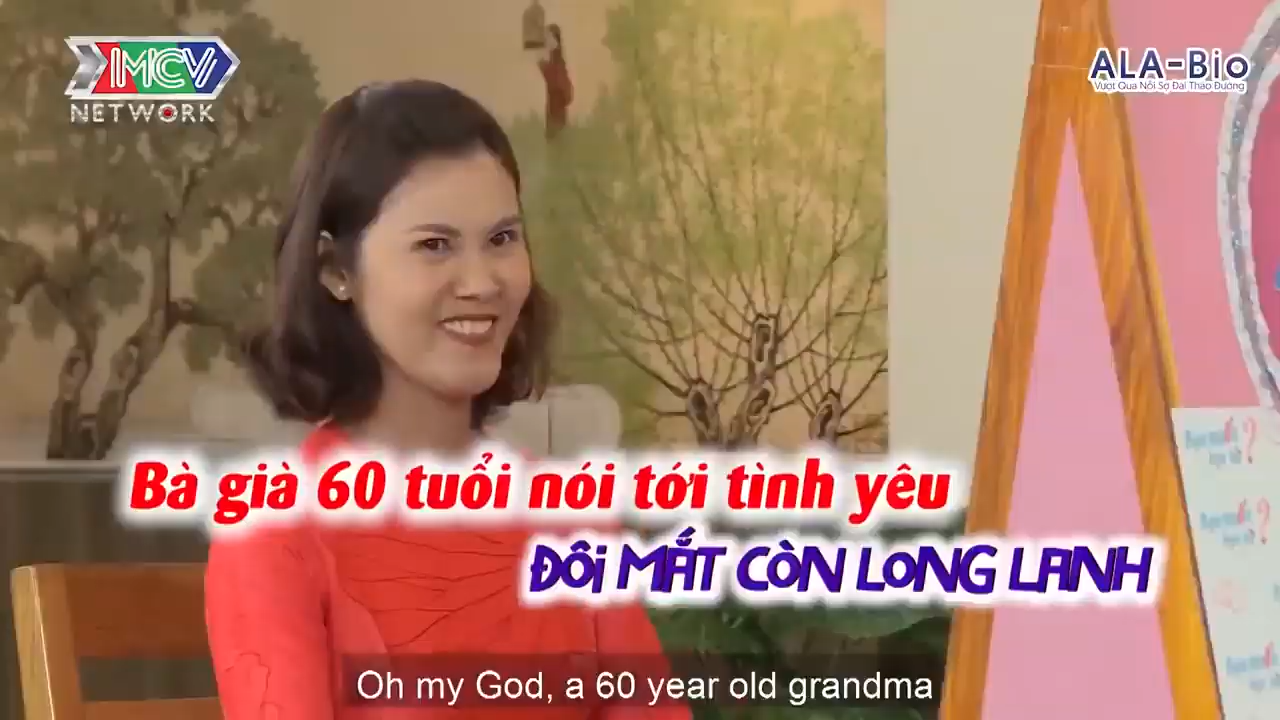 MCV
NETWORK
ALA-Bio
Vượt Qua Nỗi Sợ Đái Tháo Đường
Bà già 60 tuổi nói tới tình yêu
ĐÔI MẮT CÒN LONG LANH
Oh my God, a 60 year old grandma